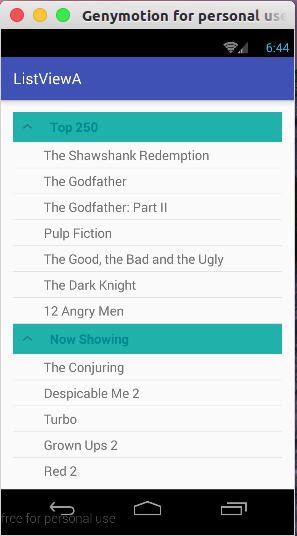 Genymotion for personal use
6:44
ListViewA
Top 250
The Shawshank Redemption
The Godfather
The Godfather: Part II
Pulp Fiction
The Good, the Bad and the Ugly
The Dark Knight
12 Angry Men
Now Showing
The Conjuring
Despicable Me 2
Turbo
Grown Ups 2
Red 2
free for personal use